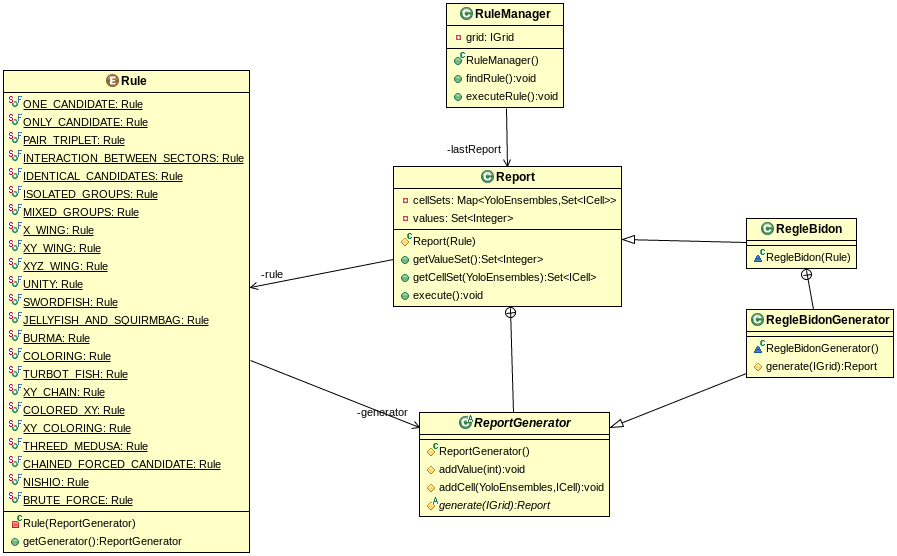 RuleManager
grid: IGrid
RuleManager()
findRule():void
executeRule():void
-lastReport
Rule
ONE_CANDIDATE: Rule
ONLY_CANDIDATE: Rule
PAIR_TRIPLET: Rule
INTERACTION_BETWEEN_SECTORS: Rule
IDENTICAL_CANDIDATES: Rule
ISOLATED_GROUPS: Rule
MIXED_GROUPS: Rule
X_WING: Rule
XY_WING: Rule
XYZ_WING: Rule
UNITY: Rule
SWORDFISH: Rule
JELLYFISH_AND_SQUIRMBAG: Rule
BURMA: Rule
COLORING: Rule
TURBOT_FISH: Rule
XY_CHAIN: Rule
COLORED_XY: Rule
XY_COLORING: Rule
THREED_MEDUSA: Rule
CHAINED_FORCED_CANDIDATE: Rule
NISHIO: Rule
BRUTE_FORCE: Rule
Rule(ReportGenerator)
getGenerator():ReportGenerator
-rule
-generator
Report
cellSets: Map<YoloEnsembles,Set<ICell>>
values: Set<Integer>
Report(Rule)
getValueSet():Set<Integer>
getCellSet(YoloEnsembles):Set<ICell>
execute():void
RegleBidon
RegleBidon(Rule)
RegleBidonGenerator
RegleBidonGenerator()
generate(IGrid):Report
ReportGenerator
ReportGenerator()
addValue(int):void
addCell(YoloEnsembles,ICell):void
generate(IGrid):Report